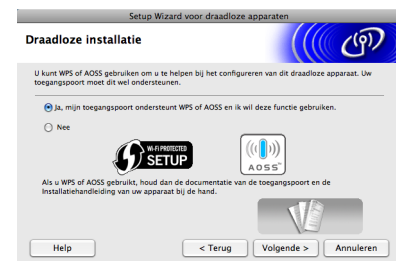 Setup Wizard voor draadloze apparaten
Draadloze installatie
U kunt WPS of AOSS gebruiken om u te helpen bij het configureren van dit draadloze apparaat. Uw
toegangspoort moet dit wel ondersteunen.
Ja, mijn toegangspoort ondersteunt WPS of AOSS en ik wil deze functie gebruiken.
Nee
Wi-Fi PROTECTED
SETUP
AOSS™
Als u WPS of AOSS gebruikt, houd dan de documentatie van de toegangspoort en de
Installatiehandleiding van uw apparaat bij de hand.
Help
< Terug
Volgende >
Annuleren